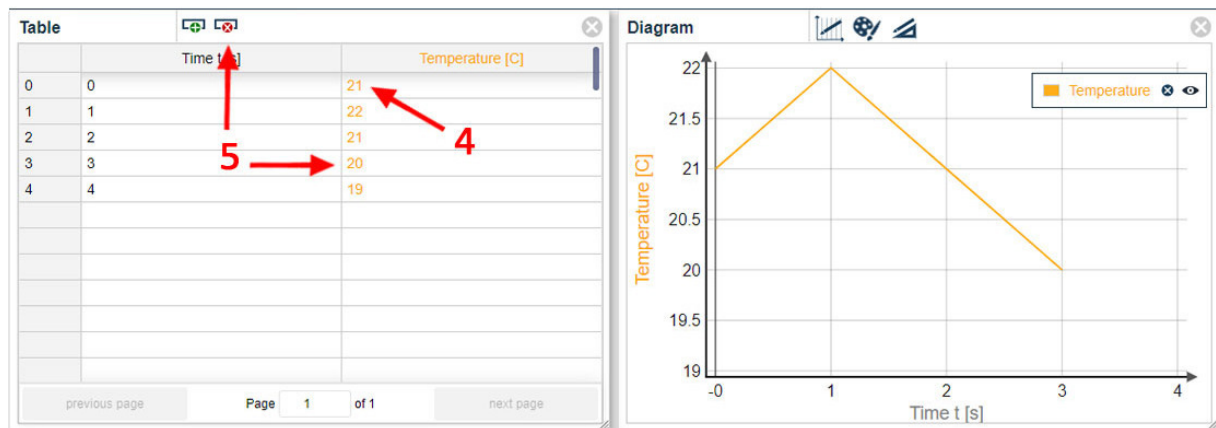 Table
Time t [s] Temperature [C]
0 0 21
1 1 22
2 2 21
3 3 20
4 4 19
5
4
previous page Page 1 of 1 next page
Diagram
Temperature
22
21.5
21
20.5
20
19.5
19
Temperature [C]
-0 1 2 3 4
Time t [s]